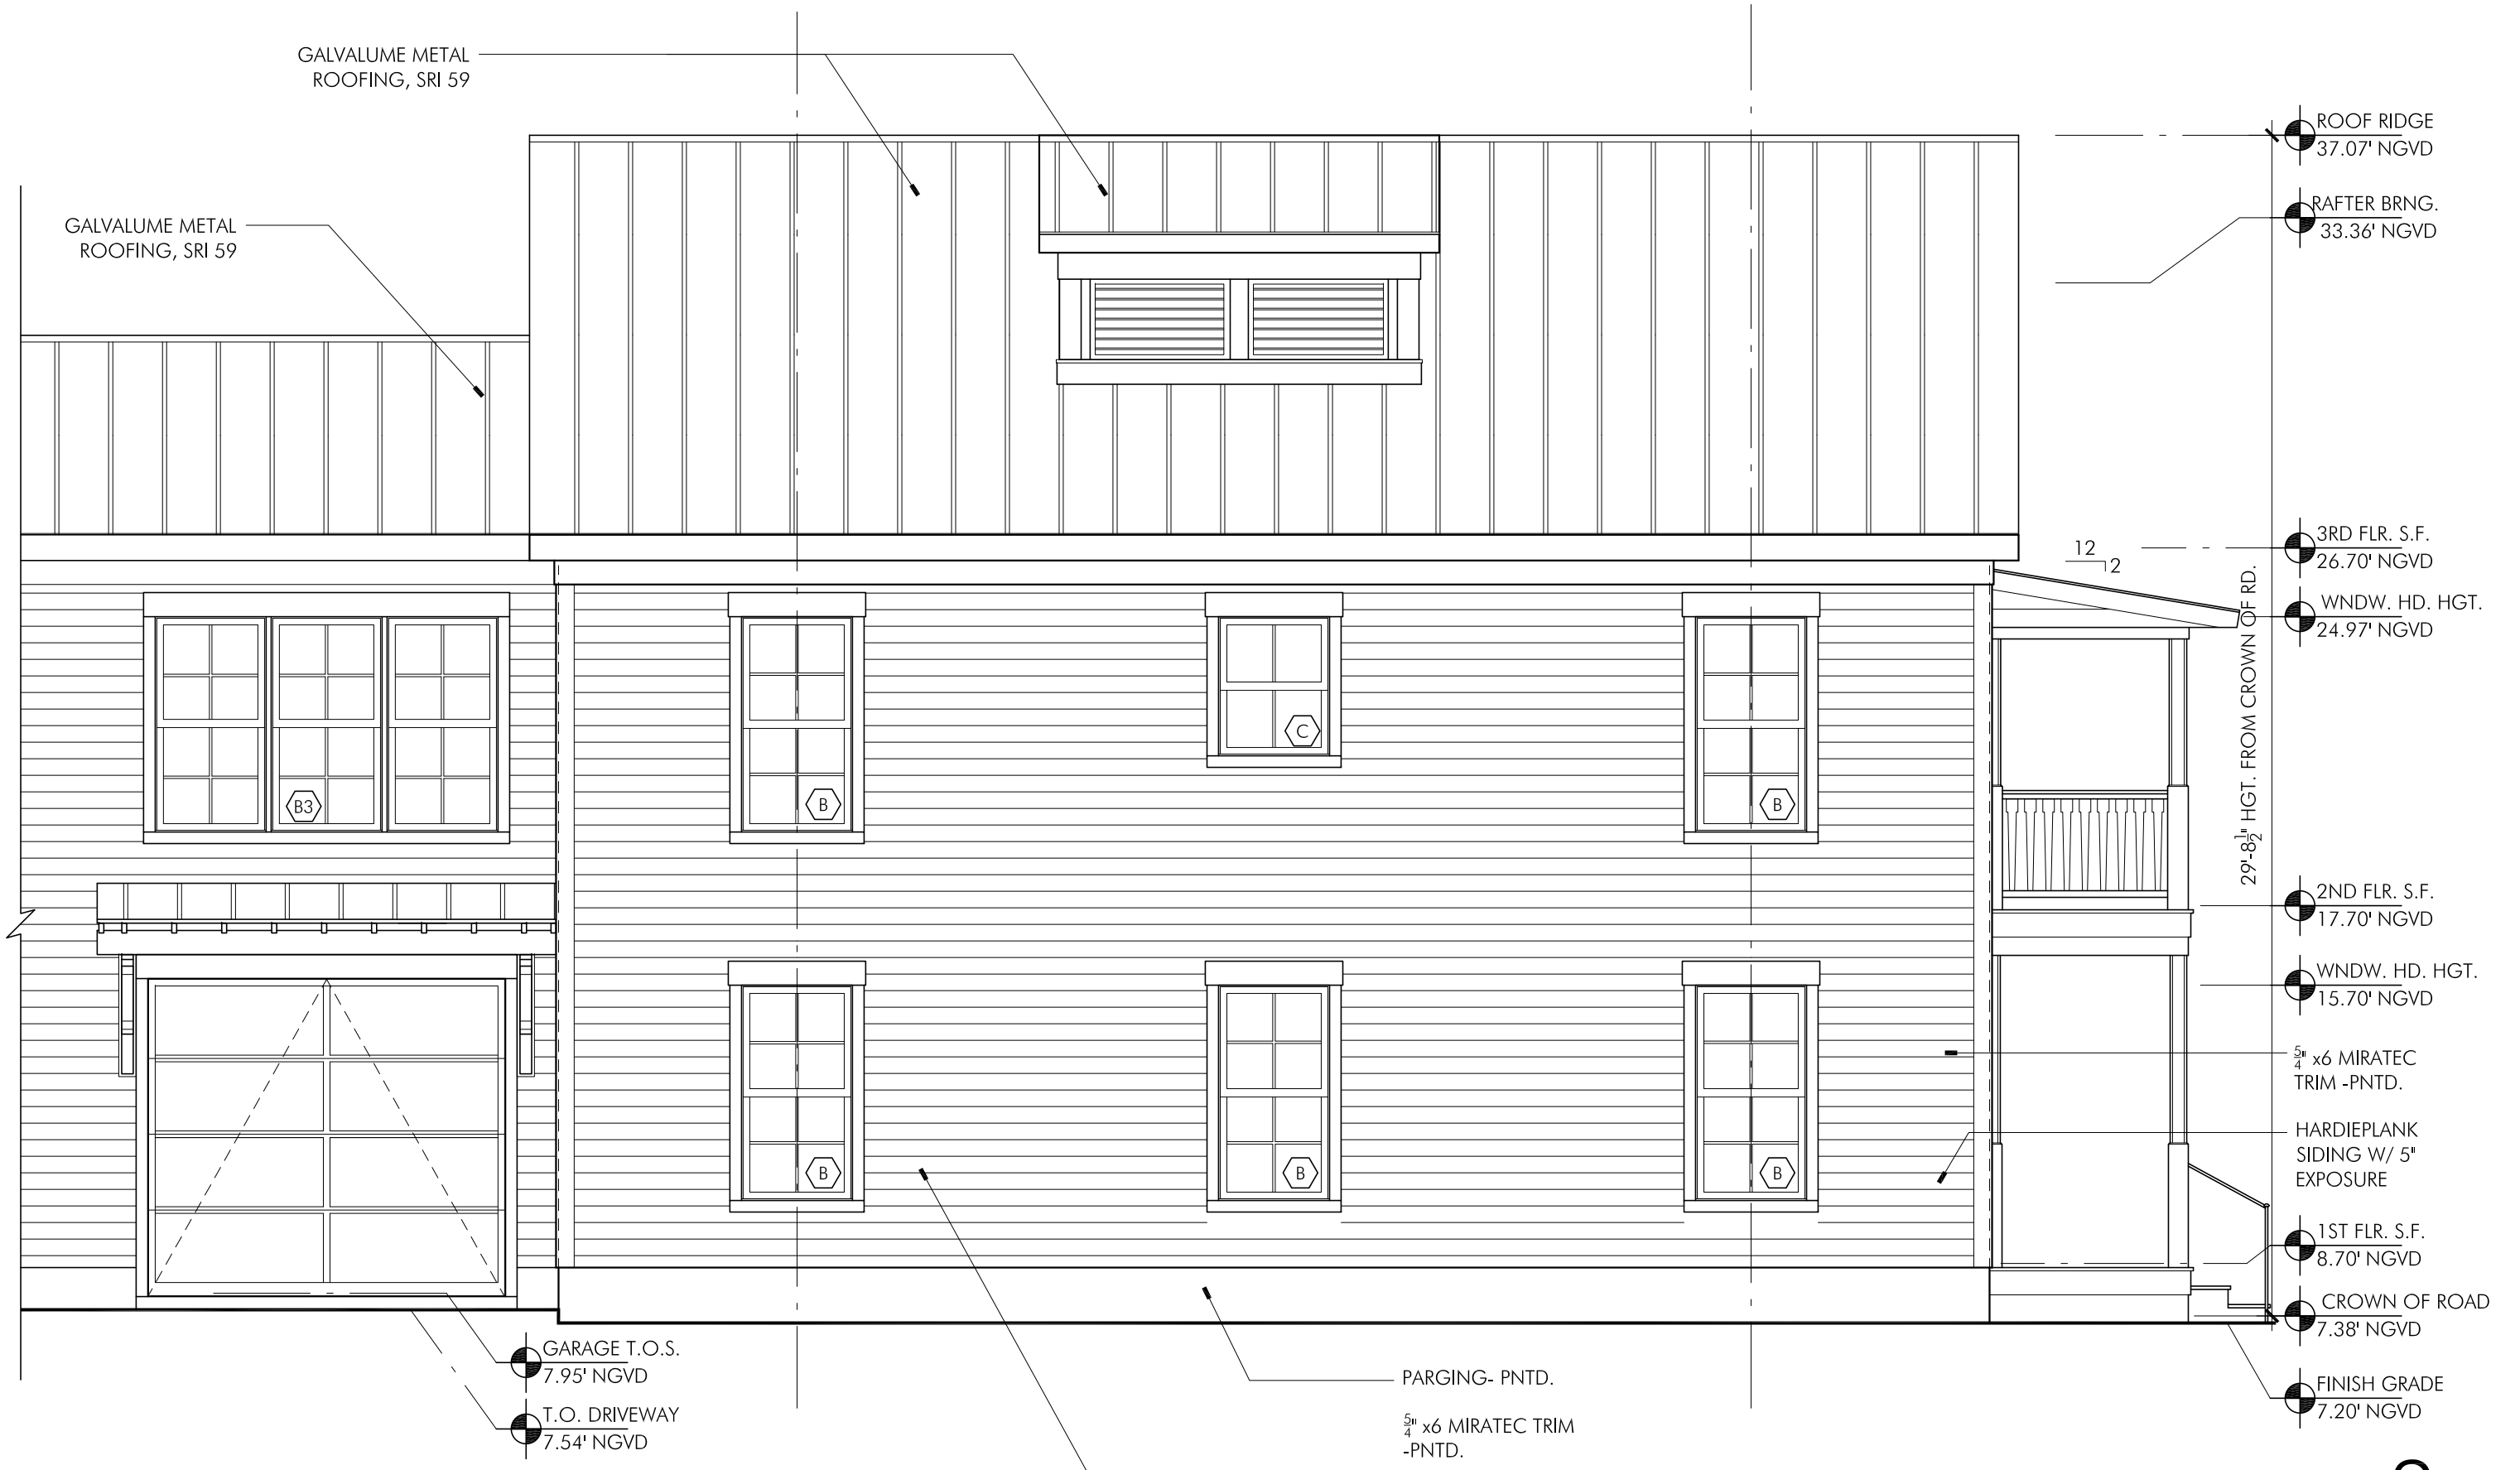 GALVALUME METAL
ROOFING, SRI 59
GALVALUME METAL
ROOFING, SRI 59
ROOF RIDGE
37.07' NGVD
RAFTER BRNG.
33.36' NGVD
3RD FLR. S.F.
26.70' NGVD
12
2
WNDW. HD. HGT.
24.97' NGVD
29'-8 1/2" HGT. FROM CROWN OF RD.
C
B3
B
B
2ND FLR. S.F.
17.70' NGVD
WNDW. HD. HGT.
15.70' NGVD
5/4" x6 MIRATEC
TRIM -PNTD.
HARDIEPLANK
SIDING W/ 5"
EXPOSURE
B
B
B
1ST FLR. S.F.
8.70' NGVD
CROWN OF ROAD
7.38' NGVD
FINISH GRADE
7.20' NGVD
GARAGE T.O.S.
7.95' NGVD
T.O. DRIVEWAY
7.54' NGVD
PARGING- PNTD.
5/4" x6 MIRATEC TRIM
-PNTD.